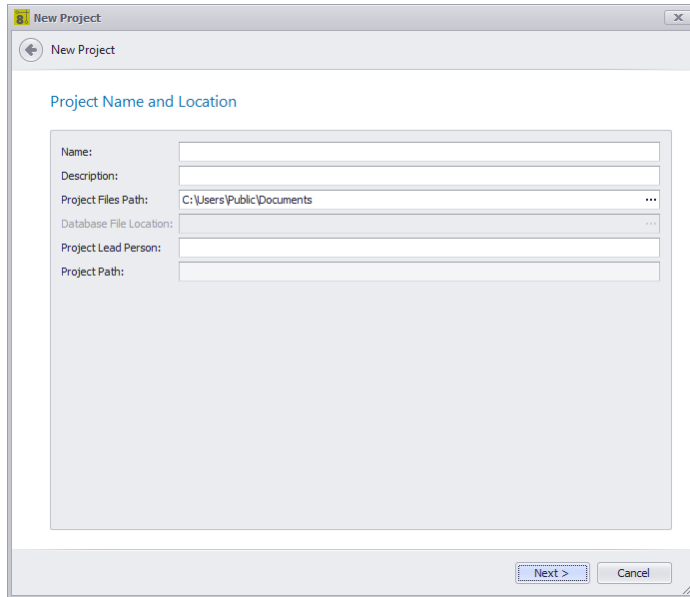 8 New Project
New Project
Project Name and Location
Name:
Description:
Project Files Path: C:\Users\Public\Documents ...
Database File Location: ...
Project Lead Person:
Project Path:
Next > Cancel